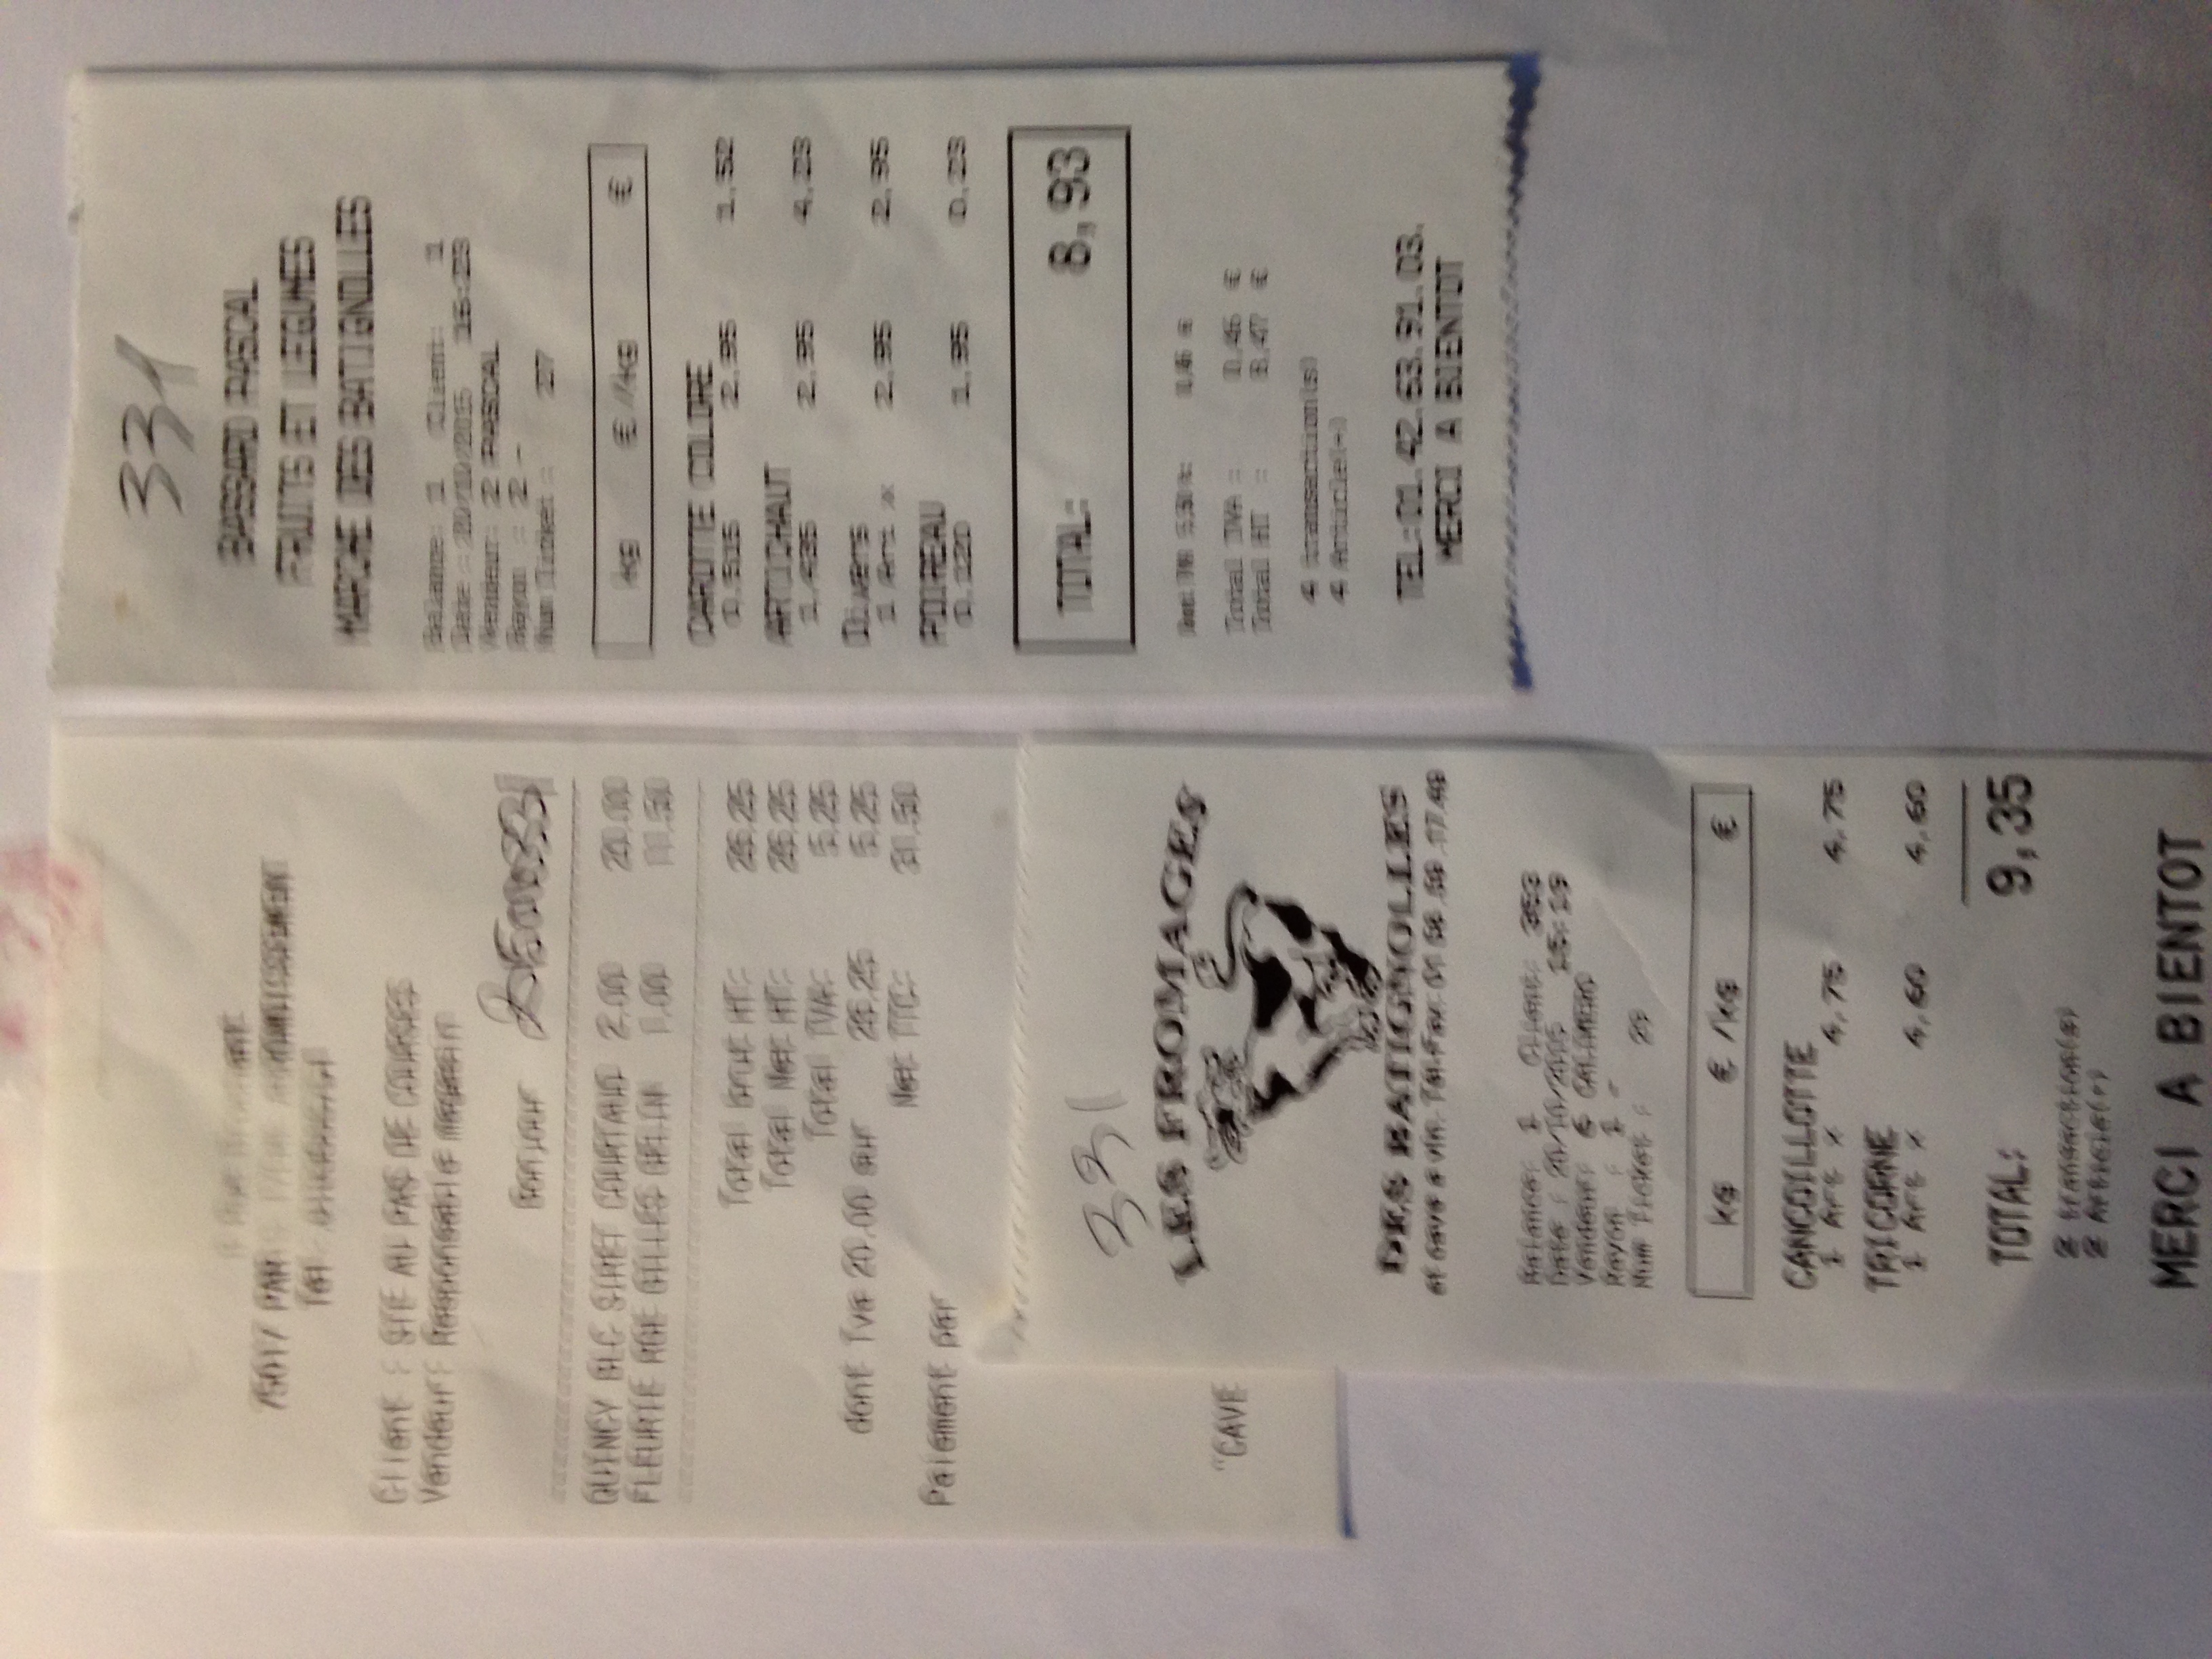 75017 PAR ARRONDISSEMENT
Tél
Client : STE AU PAS DE COURSES
Vendeur: Responsable magasin
Bonjour
QUINCY BLC SIRET COURTAUD 2.00 20.00
FLEURIE RGE GILLES GELIN 1.00 11.50
Total brut HT: 26.25
Total Net HT: 26.25
Total TVA: 5.25
dont Tva 20.00 sur 26.25 5.25
Net TTC: 31.50
Paiement par
"CAVE
331
LES FROMAGES
DES BATIGNOLLES
et cave a vin. Tél-Fax: 01 58 59 17 49
Balance: 1 Client: 353
Date : 20/10/2015 15:19
Vendeur: 6 CALIMERO
Rayon : 1 -
Num Ticket : 29
kg € /kg €
CANCOILLOTTE
1 Art x 4,75 4,75
TRICORNE
1 Art x 4,60 4,60
TOTAL: 9,35
2 transaction(s)
2 Article(+)
MERCI A BIENTOT
331
BASSARD PASCAL
FRUITS ET LEGUMES
MARCHE DES BATIGNOLLES
Balance: 1 Client: 1
Date : 20/10/2015 16:23
Vendeur: 2 PASCAL
Rayon : 2 -
Num Ticket : 27
kg € /kg €
CAROTTE COLORE
0,515 2,95 1,52
ARTICHAUT
1,435 2,95 4,23
Divers
1 Art x 2,95 2,95
POIREAU
0,120 1,95 0,23
TOTAL: 8,93
dont TVA 5,50 %: 0,46 €
Total TVA : 0,46 €
Total HT : 8,47 €
4 transaction(s)
4 Article(+)
TEL:01.42.63.91.03.
MERCI A BIENTOT